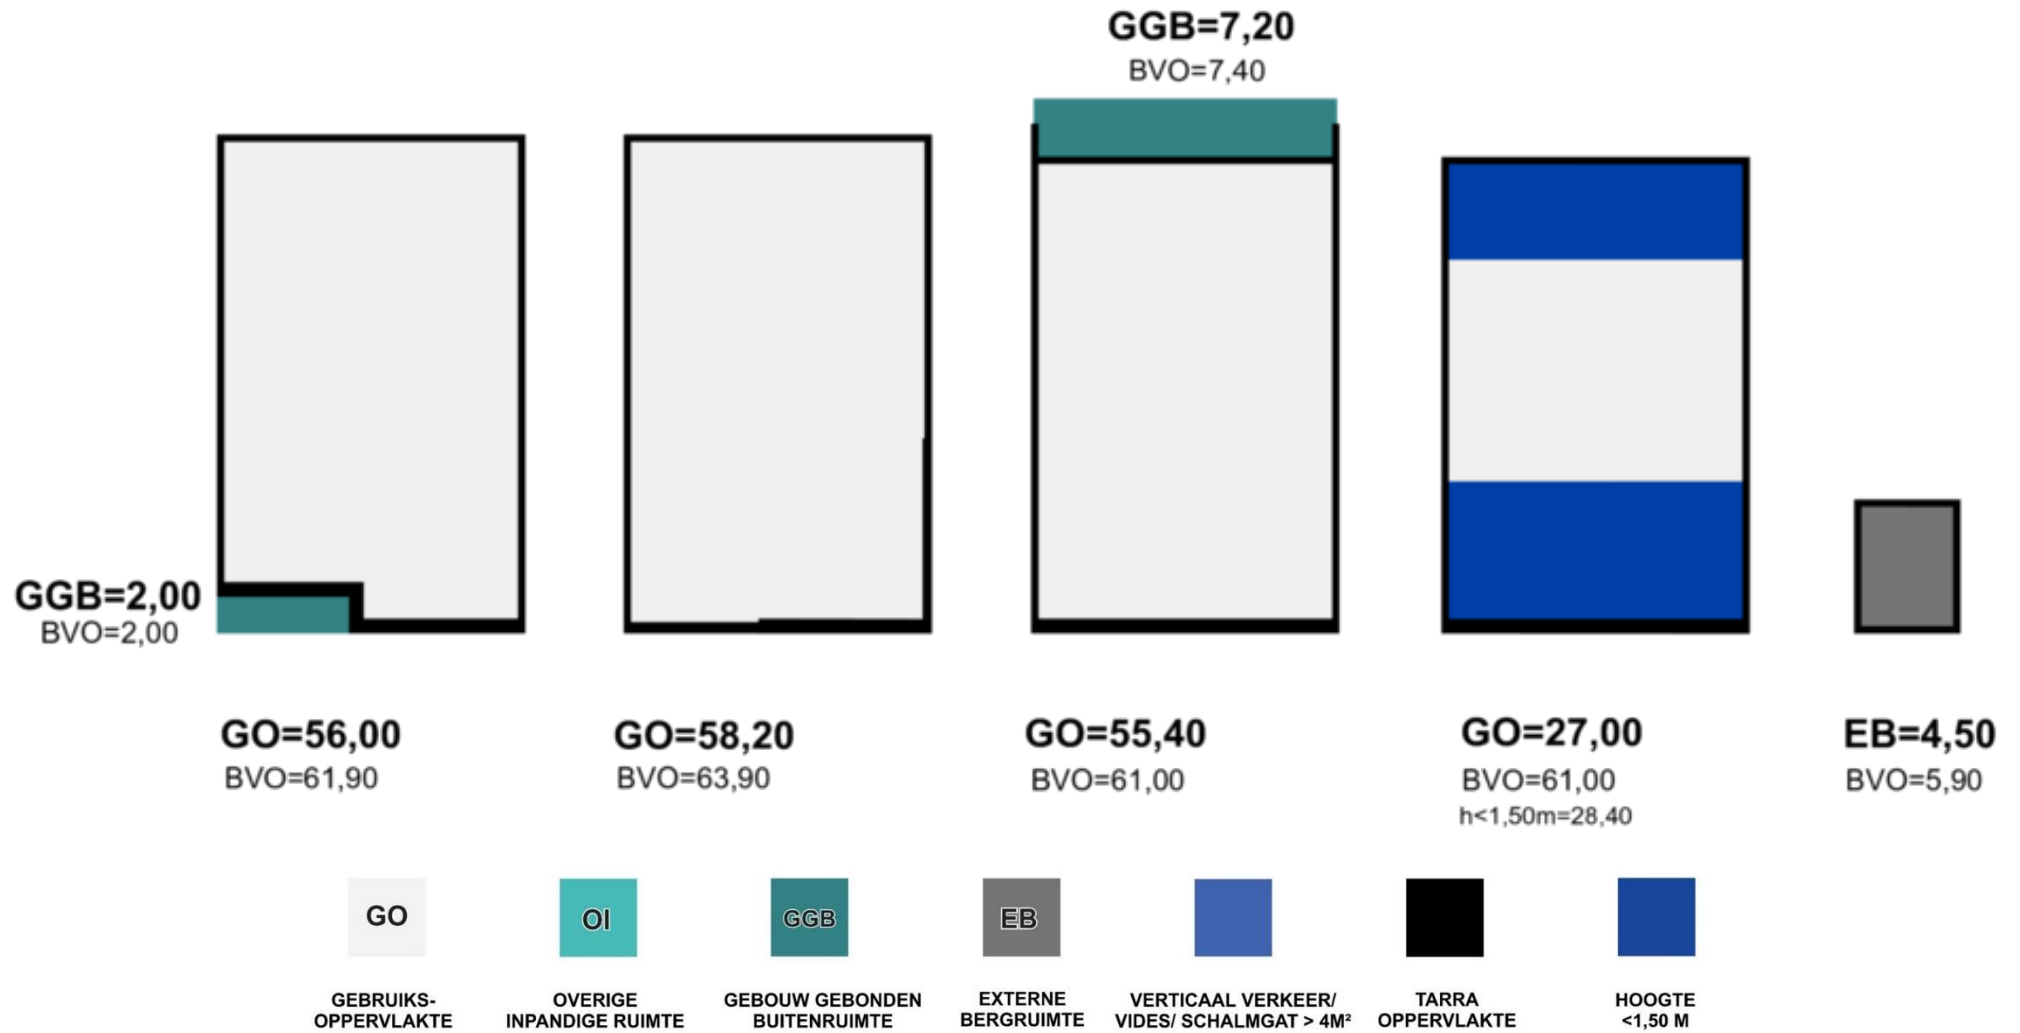 GGB=7,20
BVO=7,40
GGB=2,00
BVO=2,00
GO=56,00
BVO=61,90
GO=58,20
BVO=63,90
GO=55,40
BVO=61,00
GO=27,00
BVO=61,00
h<1,50m=28,40
EB=4,50
BVO=5,90
GO
OI
GGB
EB
GEBRUIKS-
OPPERVLAKTE
OVERIGE
INPANDIGE RUIMTE
GEBOUW GEBONDEN
BUITENRUIMTE
EXTERNE
BERGRUIMTE
VERTICAAL VERKEER/
VIDES/ SCHALMGAT > 4M²
TARRA
OPPERVLAKTE
HOOGTE
<1,50 M